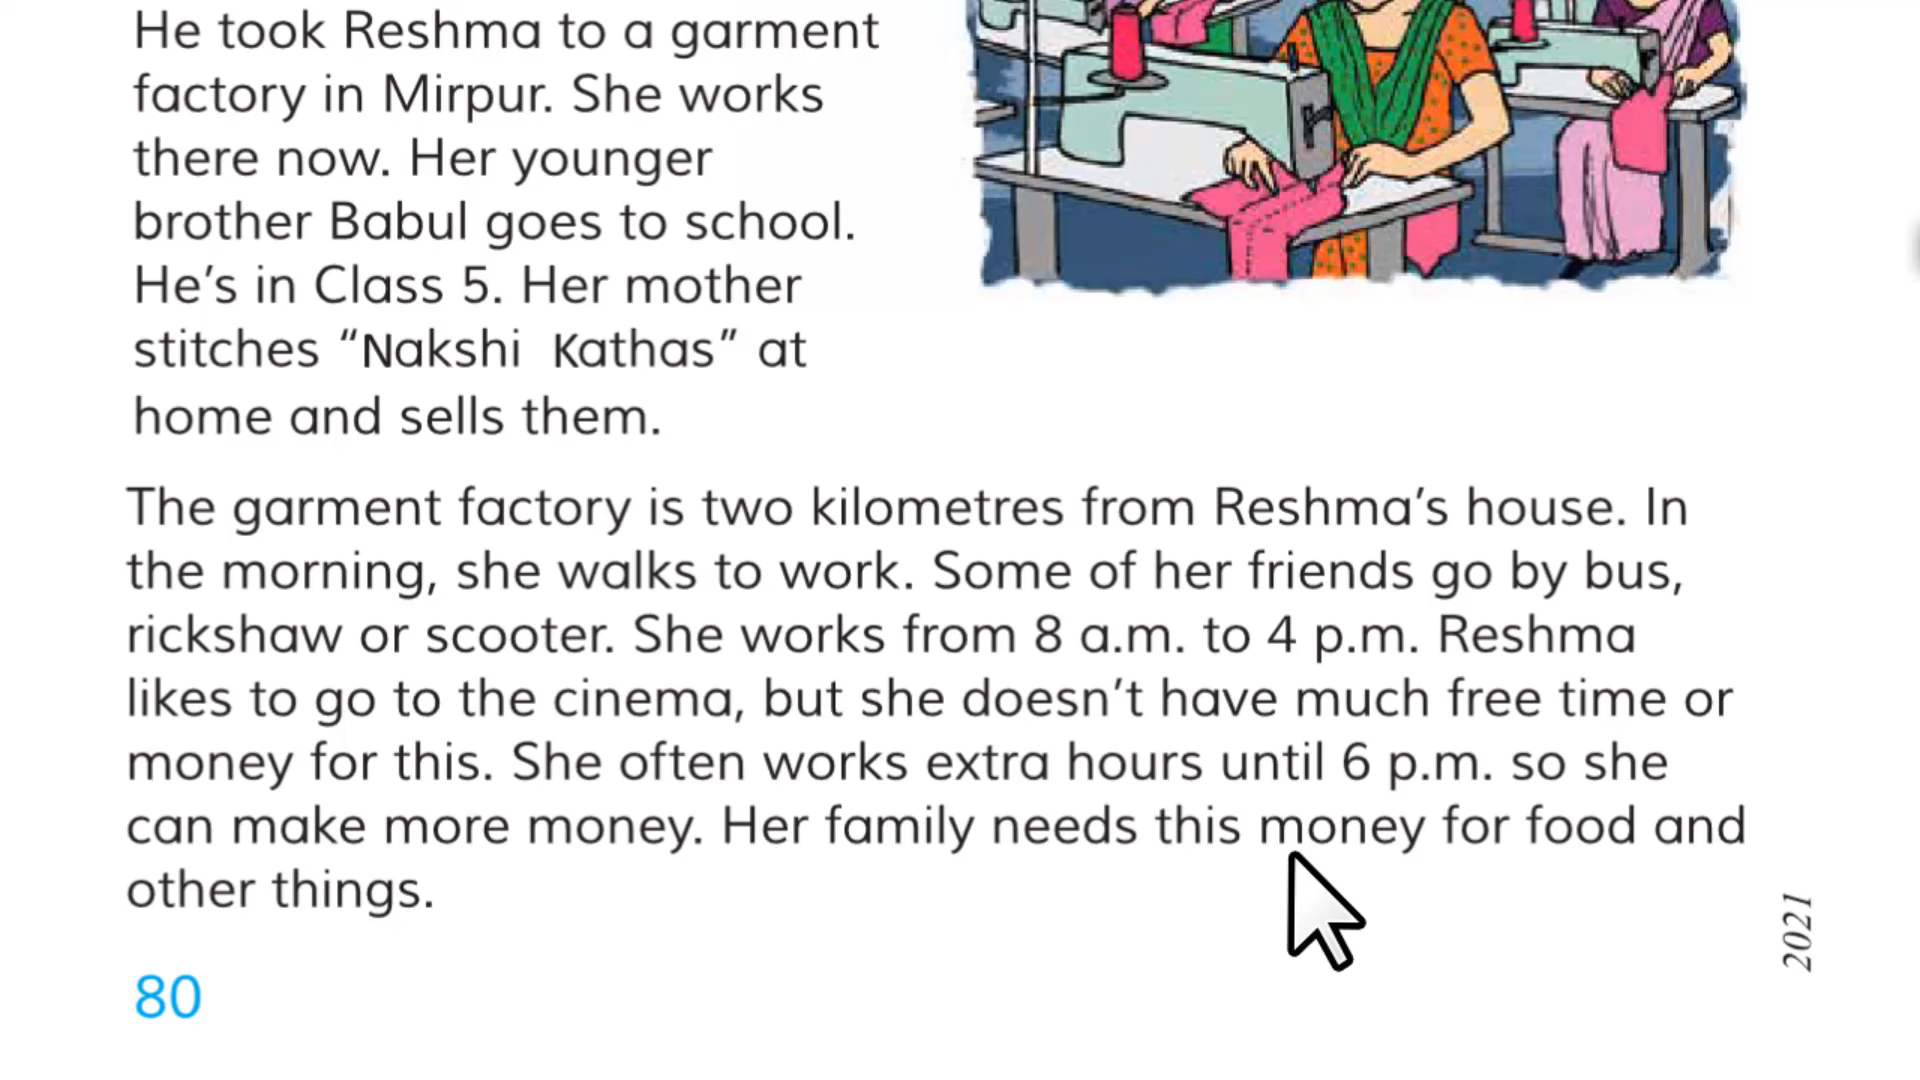 He took Reshma to a garment
factory in Mirpur. She works
there now. Her younger
brother Babul goes to school.
He’s in Class 5. Her mother
stitches “Nakshi Kathas” at
home and sells them.
The garment factory is two kilometres from Reshma’s house. In
the morning, she walks to work. Some of her friends go by bus,
rickshaw or scooter. She works from 8 a.m. to 4 p.m. Reshma
likes to go to the cinema, but she doesn’t have much free time or
money for this. She often works extra hours until 6 p.m. so she
can make more money. Her family needs this money for food and
other things.
80
2021